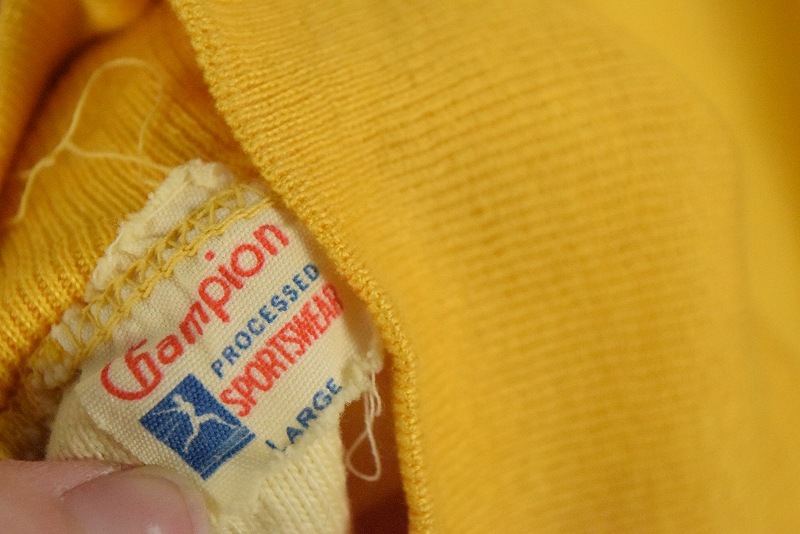 Champion
PROCESSED
SPORTSWEAR
LARGE